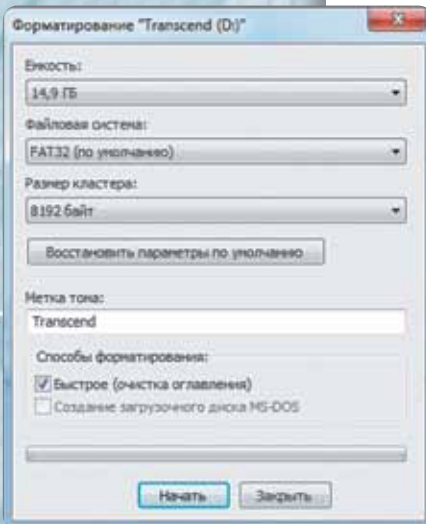 Форматирование "Transcend (D:)"
Емкость:
14,9 ГБ
Файловая система:
FAT32 (по умолчанию)
Размер кластера:
8192 байт
Восстановить параметры по умолчанию
Метка тома:
Transcend
Способы форматирования:
Быстрое (очистка оглавления)
Создание загрузочного диска MS-DOS
Начать
Закрыть